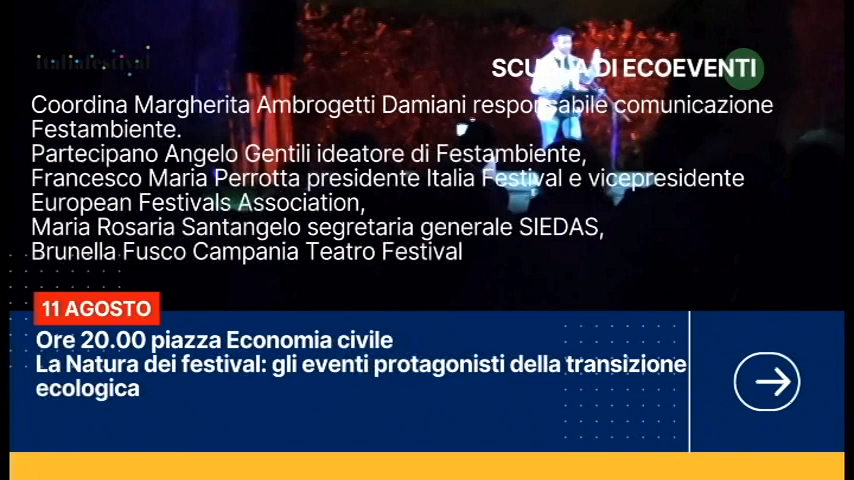 italiafestival
SCUOLA DI ECOEVENTI
Coordina Margherita Ambrogetti Damiani responsabile comunicazione
Festambiente.
Partecipano Angelo Gentili ideatore di Festambiente,
Francesco Maria Perrotta presidente Italia Festival e vicepresidente
European Festivals Association,
Maria Rosaria Santangelo segretaria generale SIEDAS,
Brunella Fusco Campania Teatro Festival
11 AGOSTO
Ore 20.00 piazza Economia civile
La Natura dei festival: gli eventi protagonisti della transizione
ecologica